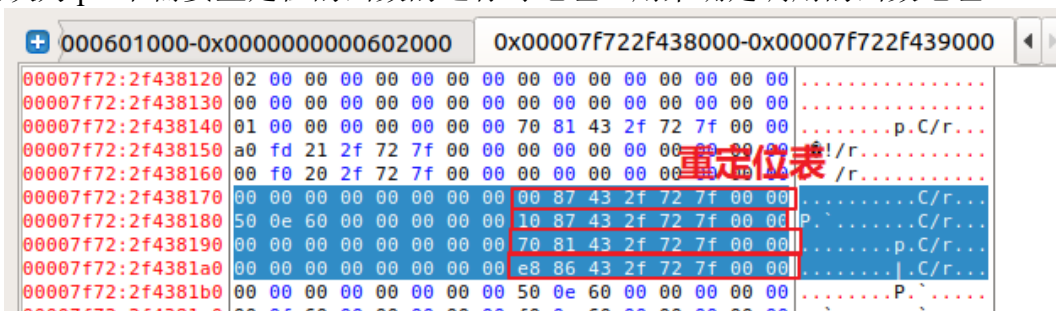 000601000-0x0000000000602000 0x00007f722f438000-0x00007f722f439000
00007f72:2f438120 02 00 00 00 00 00 00 00 00 00 00 00 00 00 00 00 ................
00007f72:2f438130 00 00 00 00 00 00 00 00 00 00 00 00 00 00 00 00 ................
00007f72:2f438140 01 00 00 00 00 00 00 00 70 81 43 2f 72 7f 00 00 ........p.C/r...
00007f72:2f438150 a0 fd 21 2f 72 7f 00 00 00 00 00 00 00 00 00 00 !/r...........
00007f72:2f438160 00 f0 20 2f 72 7f 00 00 00 00 00 00 00 00 00 00 /r...........
重定位表
00007f72:2f438170 00 00 00 00 00 00 00 00 00 87 43 2f 72 7f 00 00 ..........C/r...
00007f72:2f438180 50 0e 60 00 00 00 00 00 10 87 43 2f 72 7f 00 00 P.`.......C/r...
00007f72:2f438190 00 00 00 00 00 00 00 00 70 81 43 2f 72 7f 00 00 ........p.C/r...
00007f72:2f4381a0 00 00 00 00 00 00 00 00 e8 86 43 2f 72 7f 00 00 ........|.C/r...
00007f72:2f4381b0 00 00 00 00 00 00 00 00 50 0e 60 00 00 00 00 00 ........P.`.....